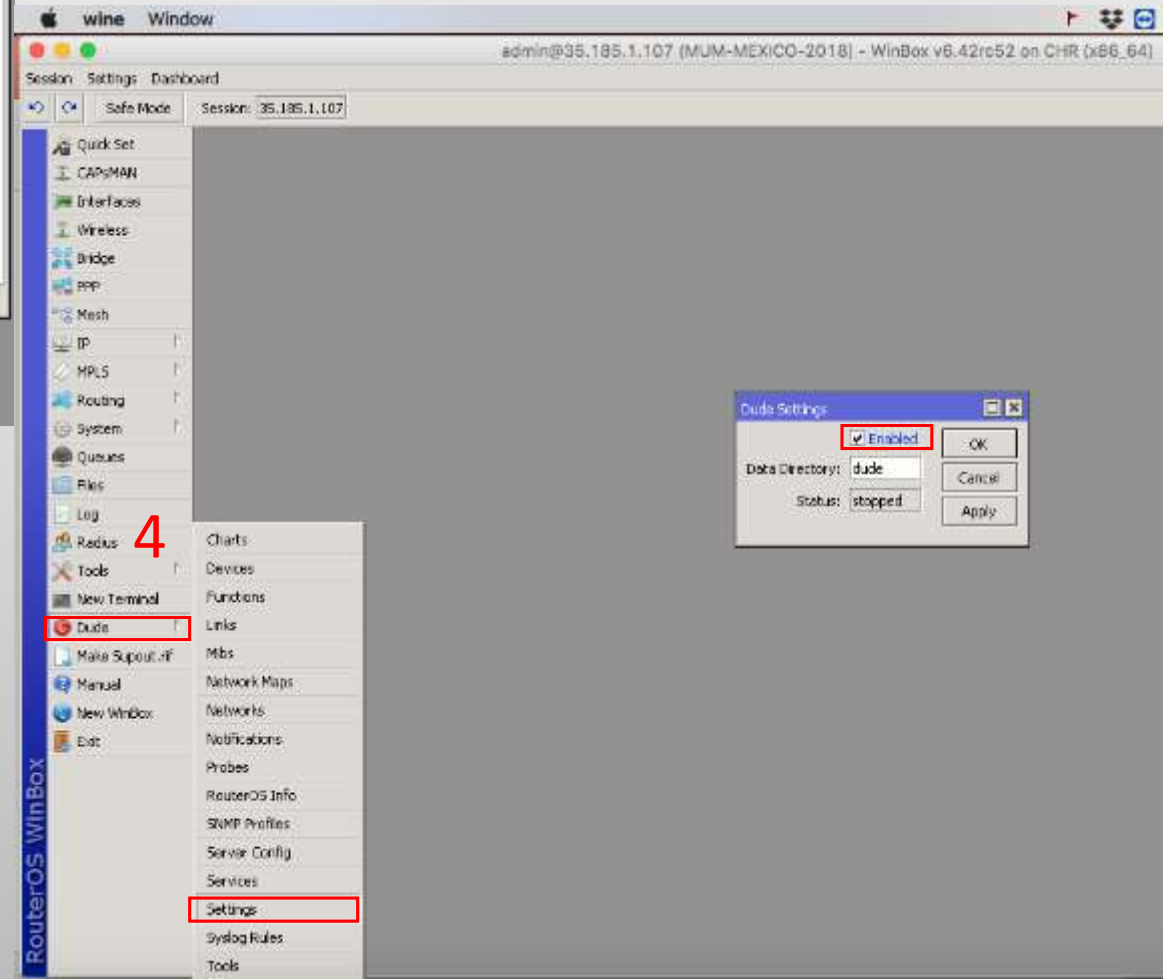 wine Window
admin@35.185.1.107 (MUM-MEXICO-2018) - WinBox v6.42rc52 on CHR (x86_64)
Session Settings Dashboard
Safe Mode Session: 35.185.1.107
Quick Set
CAPsMAN
Interfaces
Wireless
Bridge
PPP
Mesh
IP
MPLS
Routing
System
Queues
Files
Log
Radius
4
Tools
New Terminal
Dude
Make Supout.rif
Manual
New WinBox
Exit
RouterOS WinBox
Charts
Devices
Functions
Links
Mibs
Network Maps
Networks
Notifications
Probes
RouterOS Info
SNMP Profiles
Server Config
Services
Settings
Syslog Rules
Tools
Dude Settings
Enabled
OK
Data Directory: dude
Cancel
Status: stopped
Apply